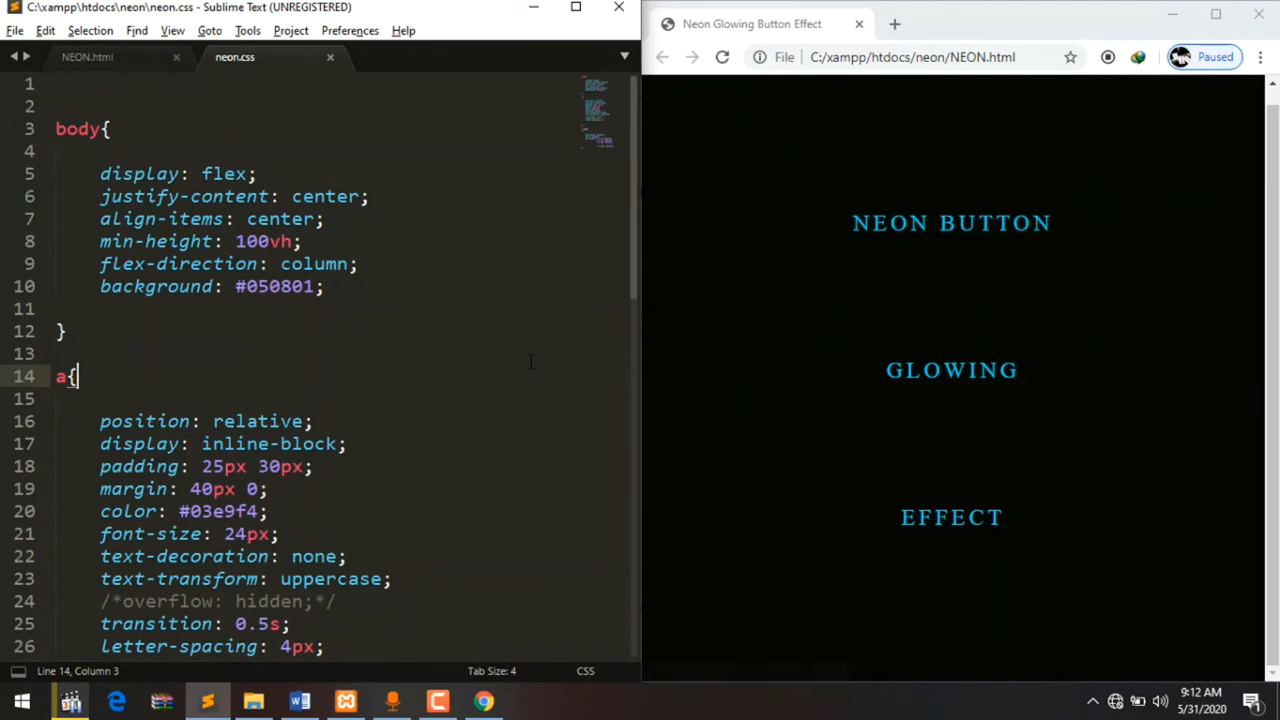 C:\xampp\htdocs\neon\neon.css - Sublime Text (UNREGISTERED)
File Edit Selection Find View Goto Tools Project Preferences Help
NEON.html neon.css
1
2
3 body{
4
5 display: flex;
6 justify-content: center;
7 align-items: center;
8 min-height: 100vh;
9 flex-direction: column;
10 background: #050801;
11
12 }
13
14 a{
15
16 position: relative;
17 display: inline-block;
18 padding: 25px 30px;
19 margin: 40px 0;
20 color: #03e9f4;
21 font-size: 24px;
22 text-decoration: none;
23 text-transform: uppercase;
24 /*overflow: hidden;*/
25 transition: 0.5s;
26 letter-spacing: 4px;
Line 14, Column 3 Tab Size: 4 CSS
Neon Glowing Button Effect
File C:/xampp/htdocs/neon/NEON.html Paused
NEON BUTTON
GLOWING
EFFECT
9:12 AM
5/31/2020
1